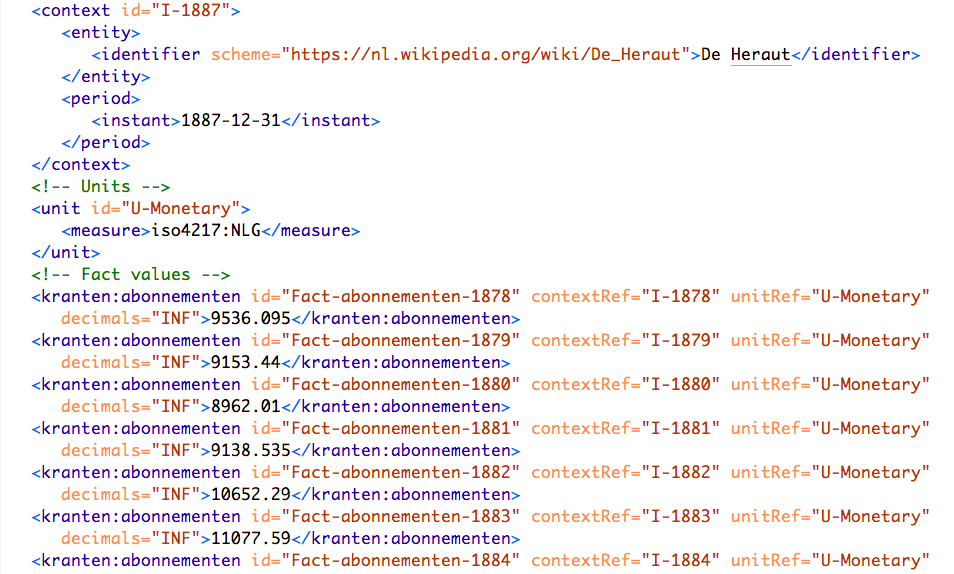 <context id="I-1887">
<entity>
<identifier scheme="https://nl.wikipedia.org/wiki/De_Heraut">De Heraut</identifier>
</entity>
<period>
<instant>1887-12-31</instant>
</period>
</context>
<!-- Units -->
<unit id="U-Monetary">
<measure>iso4217:NLG</measure>
</unit>
<!-- Fact values -->
<kranten:abonnementen id="Fact-abonnementen-1878" contextRef="I-1878" unitRef="U-Monetary"
decimals="INF">9536.095</kranten:abonnementen>
<kranten:abonnementen id="Fact-abonnementen-1879" contextRef="I-1879" unitRef="U-Monetary"
decimals="INF">9153.44</kranten:abonnementen>
<kranten:abonnementen id="Fact-abonnementen-1880" contextRef="I-1880" unitRef="U-Monetary"
decimals="INF">8962.01</kranten:abonnementen>
<kranten:abonnementen id="Fact-abonnementen-1881" contextRef="I-1881" unitRef="U-Monetary"
decimals="INF">9138.535</kranten:abonnementen>
<kranten:abonnementen id="Fact-abonnementen-1882" contextRef="I-1882" unitRef="U-Monetary"
decimals="INF">10652.29</kranten:abonnementen>
<kranten:abonnementen id="Fact-abonnementen-1883" contextRef="I-1883" unitRef="U-Monetary"
decimals="INF">11077.59</kranten:abonnementen>
<kranten:abonnementen id="Fact-abonnementen-1884" contextRef="I-1884" unitRef="U-Monetary"